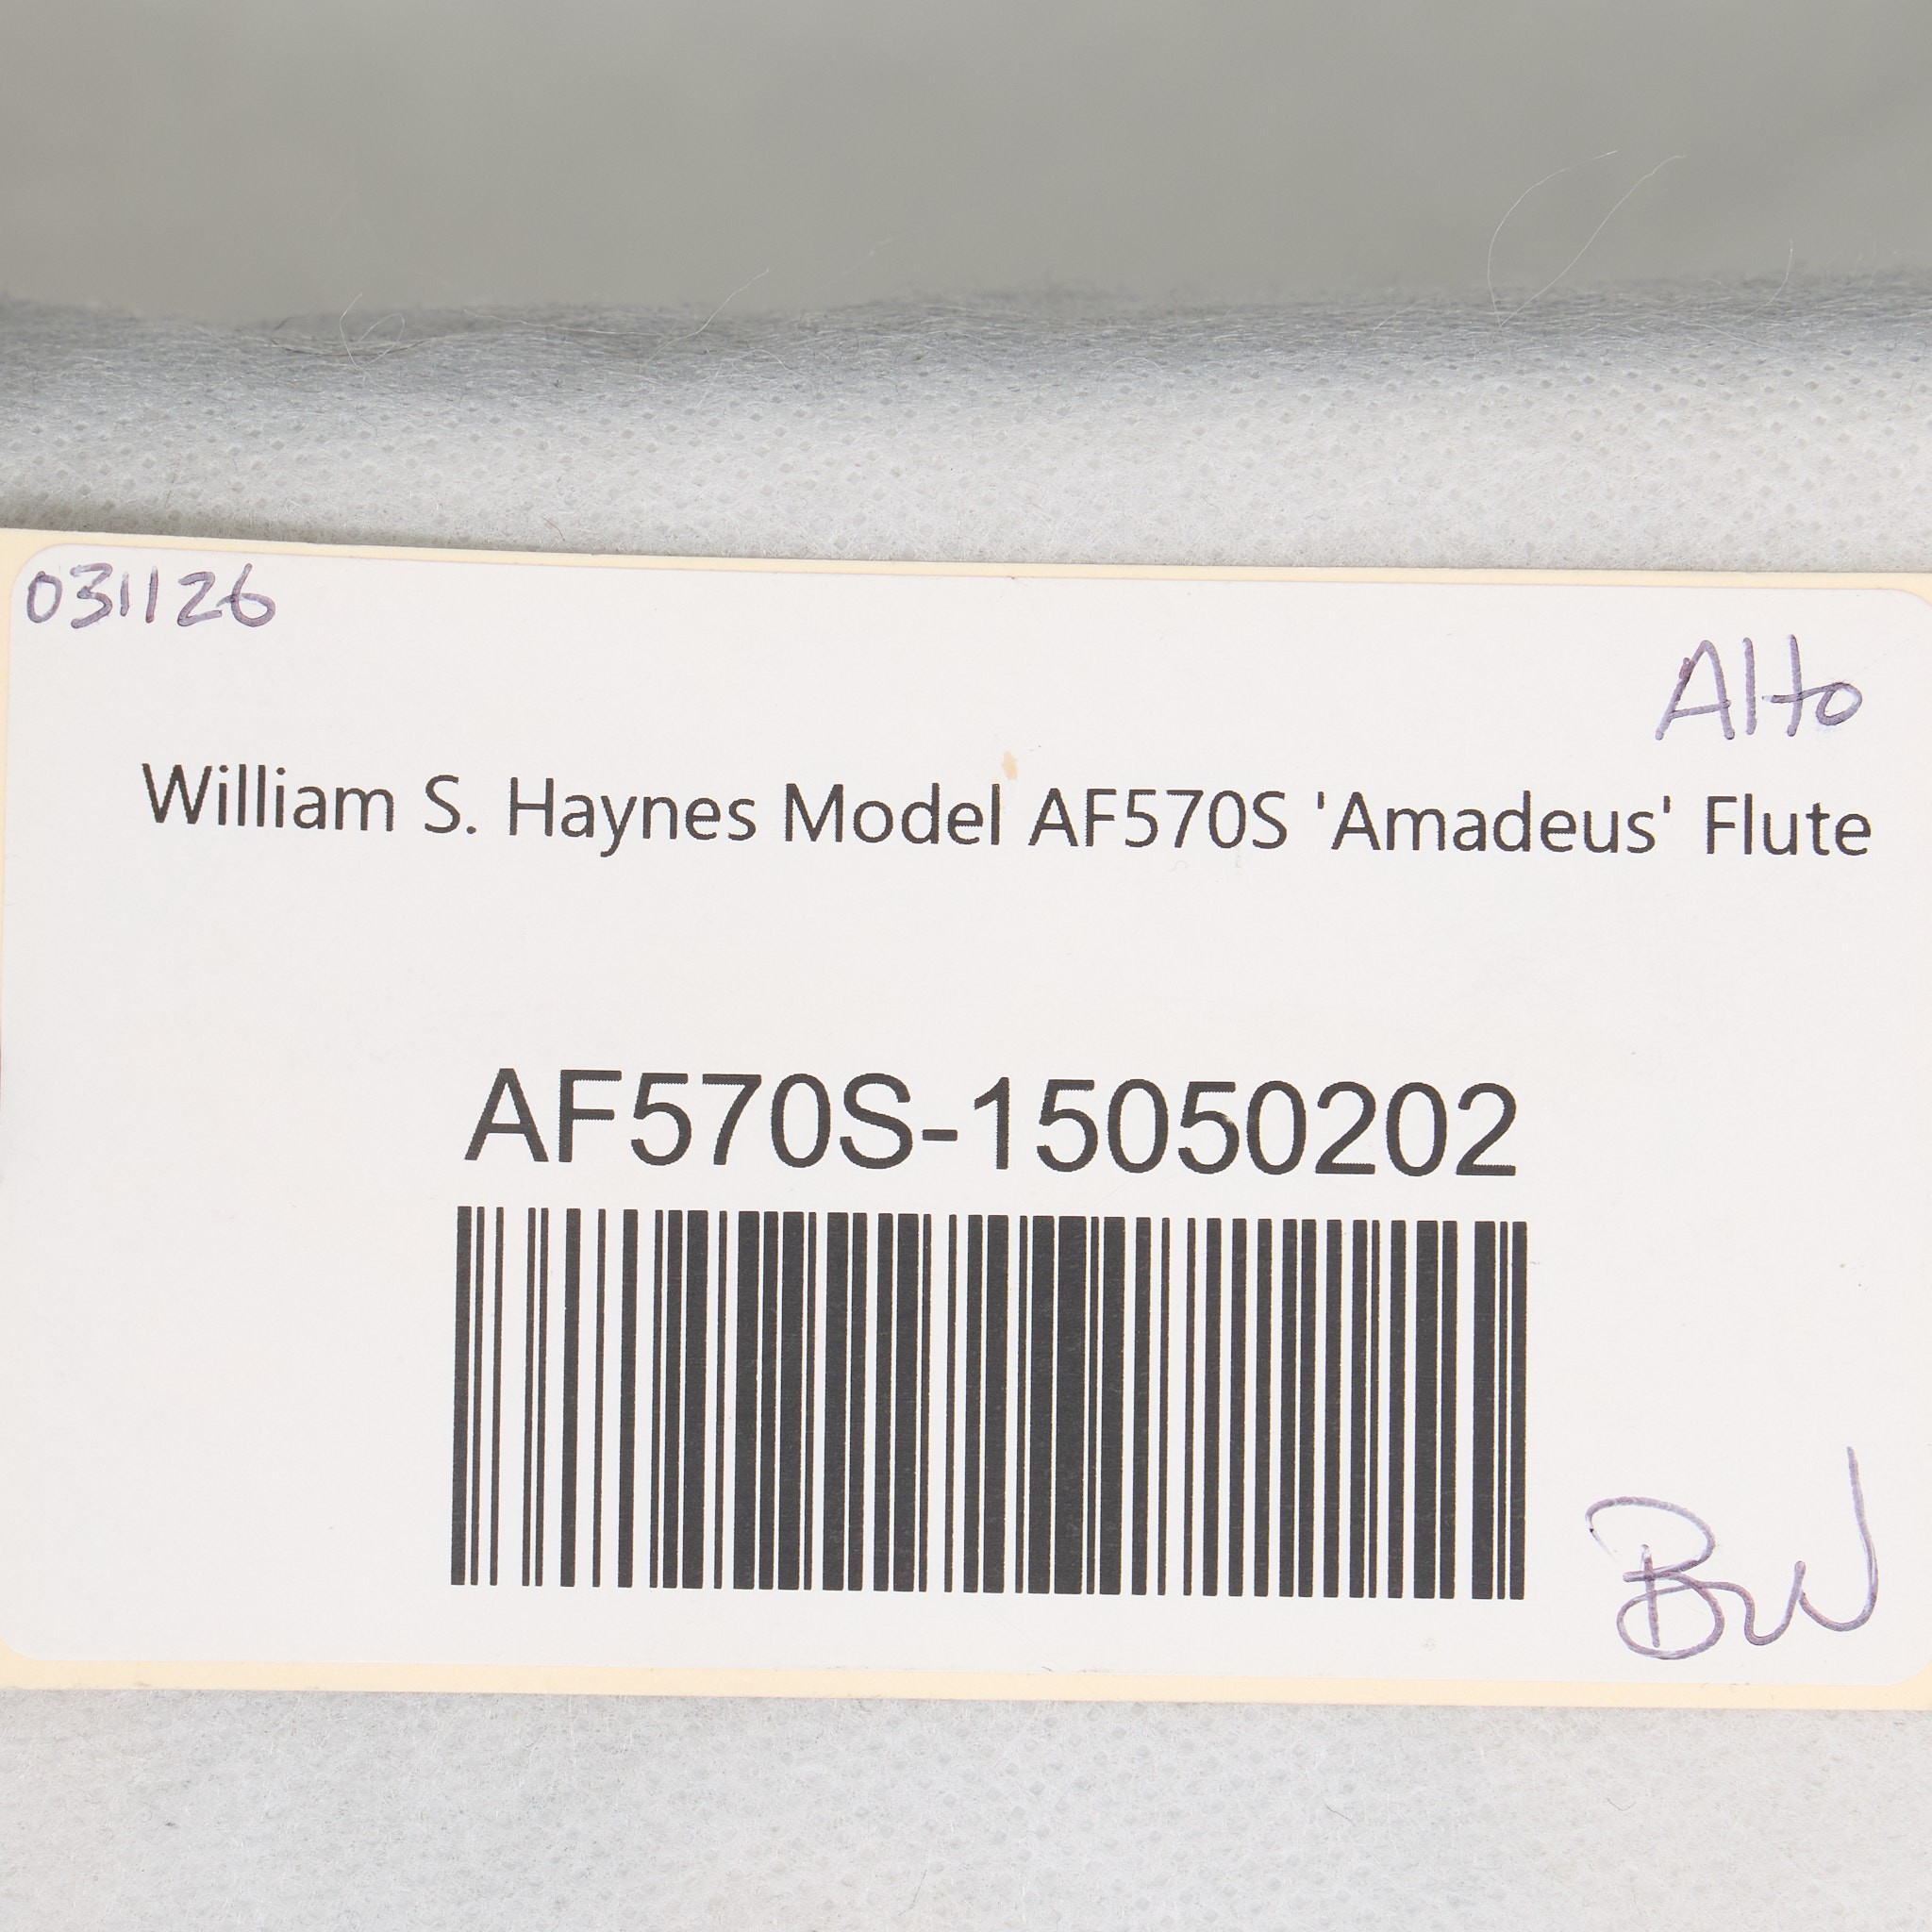 031126
Alto
William S. Haynes Model AF570S 'Amadeus' Flute
AF570S-15050202
BW